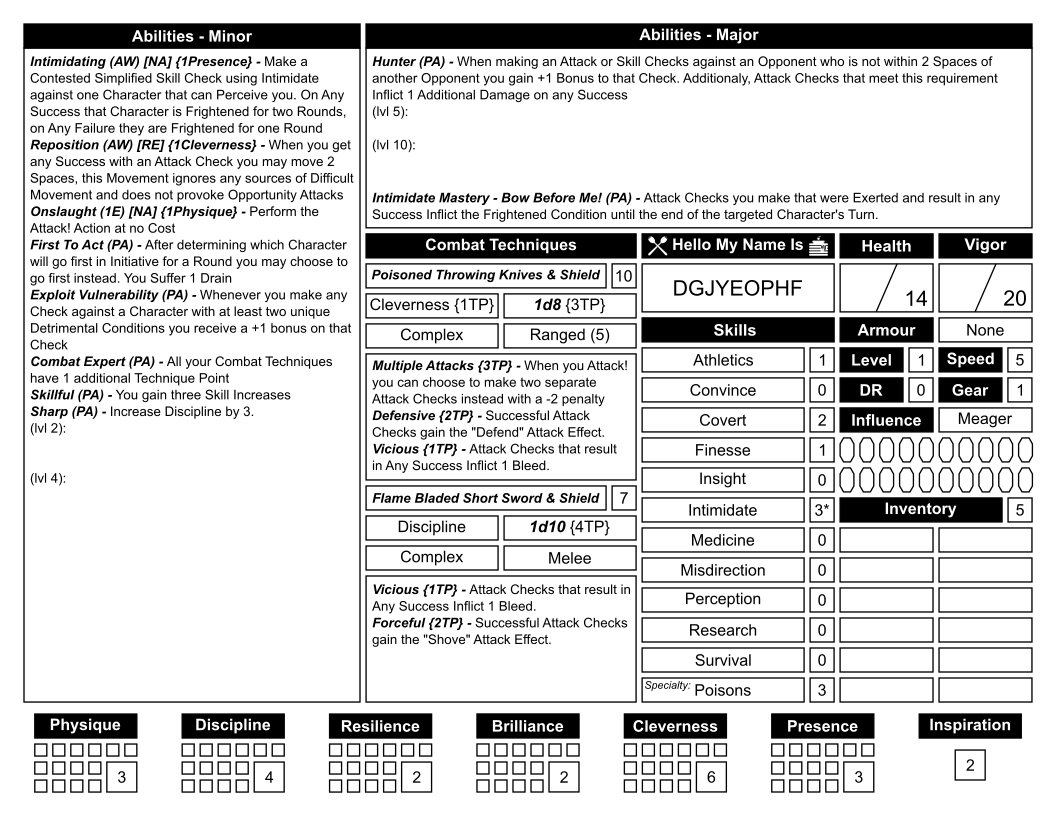 Abilities - Minor
Intimidating (AW) [NA] {1Presence} - Make a
Contested Simplified Skill Check using Intimidate
against one Character that can Perceive you. On Any
Success that Character is Frightened for two Rounds,
on Any Failure they are Frightened for one Round
Reposition (AW) [RE] {1Cleverness} - When you get
any Success with an Attack Check you may move 2
Spaces, this Movement ignores any sources of Difficult
Movement and does not provoke Opportunity Attacks
Onslaught (1E) [NA] {1Physique} - Perform the
Attack! Action at no Cost
First To Act (PA) - After determining which Character
will go first in Initiative for a Round you may choose to
go first instead. You Suffer 1 Drain
Exploit Vulnerability (PA) - Whenever you make any
Check against a Character with at least two unique
Detrimental Conditions you receive a +1 bonus on that
Check
Combat Expert (PA) - All your Combat Techniques
have 1 additional Technique Point
Skillful (PA) - You gain three Skill Increases
Sharp (PA) - Increase Discipline by 3.
(lvl 2):
(lvl 4):
Abilities - Major
Hunter (PA) - When making an Attack or Skill Checks against an Opponent who is not within 2 Spaces of
another Opponent you gain +1 Bonus to that Check. Additionaly, Attack Checks that meet this requirement
Inflict 1 Additional Damage on any Success
(lvl 5):
(lvl 10):
Intimidate Mastery - Bow Before Me! (PA) - Attack Checks you make that were Exerted and result in any
Success Inflict the Frightened Condition until the end of the targeted Character's Turn.
Combat Techniques
Poisoned Throwing Knives & Shield 10
Cleverness {1TP} 1d8 {3TP}
Complex Ranged (5)
Multiple Attacks {3TP} - When you Attack!
you can choose to make two separate
Attack Checks instead with a -2 penalty
Defensive {2TP} - Successful Attack
Checks gain the "Defend" Attack Effect.
Vicious {1TP} - Attack Checks that result
in Any Success Inflict 1 Bleed.
Flame Bladed Short Sword & Shield 7
Discipline 1d10 {4TP}
Complex Melee
Vicious {1TP} - Attack Checks that result in
Any Success Inflict 1 Bleed.
Forceful {2TP} - Successful Attack Checks
gain the "Shove" Attack Effect.
Hello My Name Is
DGJYEOPHF
Skills
Athletics 1
Convince 0
Covert 2
Finesse 1
Insight 0
Intimidate 3*
Medicine 0
Misdirection 0
Perception 0
Research 0
Survival 0
Specialty: Poisons 3
Health Vigor
14 20
Armour None
Level 1 Speed 5
DR 0 Gear 1
Influence Meager
Inventory 5
Physique Discipline Resilience Brilliance Cleverness Presence Inspiration
3 4 2 2 6 3 2